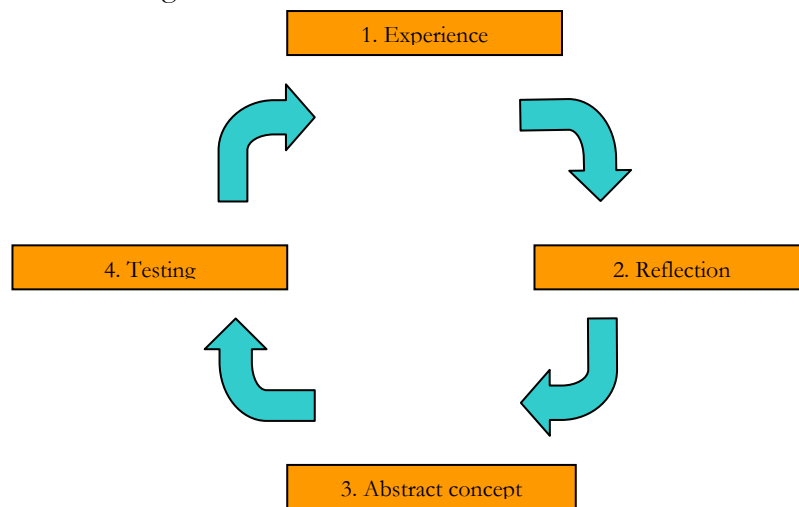 1. Experience
4. Testing
2. Reflection
3. Abstract concept